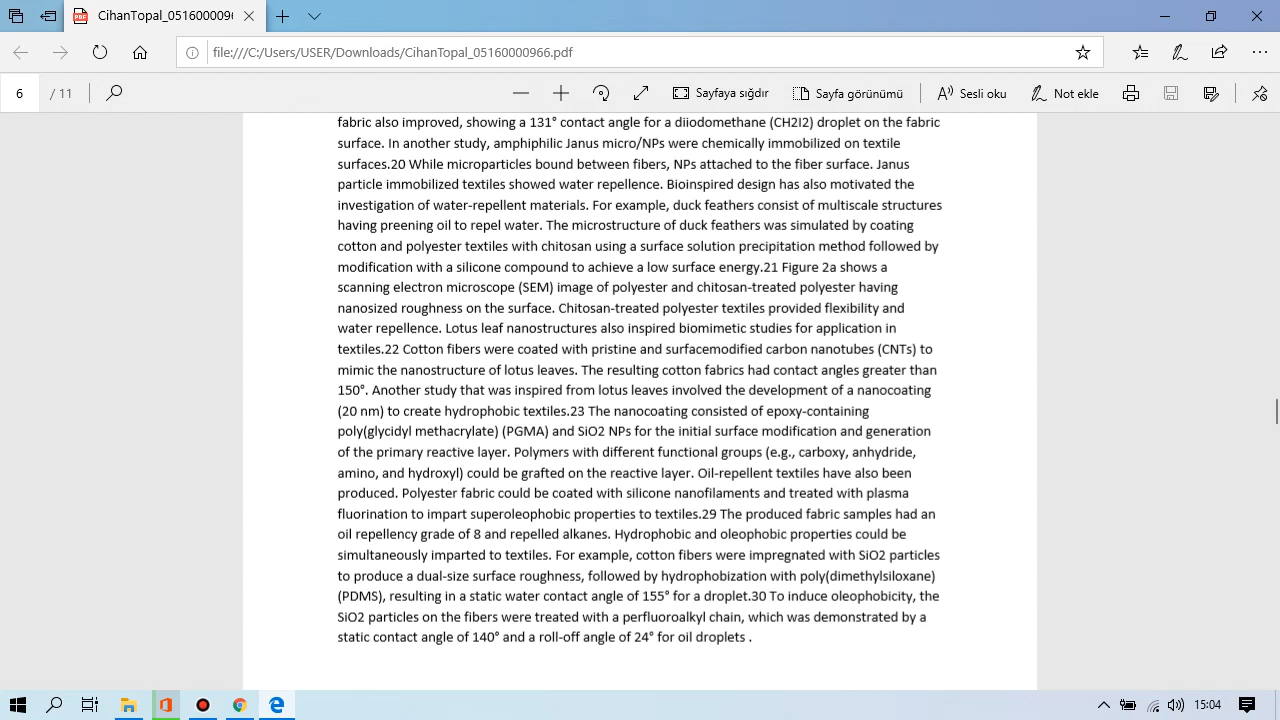 CihanTopal_0516000096
file:///C:/Users/USER/Downloads/CihanTopal_05160000966.pdf
6 / 11
Sayfaya sığdır
Sayfa görünümü
Sesli oku
Not ekle
fabric also improved, showing a 131° contact angle for a diiodomethane (CH2I2) droplet on the fabric
surface. In another study, amphiphilic Janus micro/NPs were chemically immobilized on textile
surfaces.20 While microparticles bound between fibers, NPs attached to the fiber surface. Janus
particle immobilized textiles showed water repellence. Bioinspired design has also motivated the
investigation of water-repellent materials. For example, duck feathers consist of multiscale structures
having preening oil to repel water. The microstructure of duck feathers was simulated by coating
cotton and polyester textiles with chitosan using a surface solution precipitation method followed by
modification with a silicone compound to achieve a low surface energy.21 Figure 2a shows a
scanning electron microscope (SEM) image of polyester and chitosan-treated polyester having
nanosized roughness on the surface. Chitosan-treated polyester textiles provided flexibility and
water repellence. Lotus leaf nanostructures also inspired biomimetic studies for application in
textiles.22 Cotton fibers were coated with pristine and surfacemodified carbon nanotubes (CNTs) to
mimic the nanostructure of lotus leaves. The resulting cotton fabrics had contact angles greater than
150°. Another study that was inspired from lotus leaves involved the development of a nanocoating
(20 nm) to create hydrophobic textiles.23 The nanocoating consisted of epoxy-containing
poly(glycidyl methacrylate) (PGMA) and SiO2 NPs for the initial surface modification and generation
of the primary reactive layer. Polymers with different functional groups (e.g., carboxy, anhydride,
amino, and hydroxyl) could be grafted on the reactive layer. Oil-repellent textiles have also been
produced. Polyester fabric could be coated with silicone nanofilaments and treated with plasma
fluorination to impart superoleophobic properties to textiles.29 The produced fabric samples had an
oil repellency grade of 8 and repelled alkanes. Hydrophobic and oleophobic properties could be
simultaneously imparted to textiles. For example, cotton fibers were impregnated with SiO2 particles
to produce a dual-size surface roughness, followed by hydrophobization with poly(dimethylsiloxane)
(PDMS), resulting in a static water contact angle of 155° for a droplet.30 To induce oleophobicity, the
SiO2 particles on the fibers were treated with a perfluoroalkyl chain, which was demonstrated by a
static contact angle of 140° and a roll-off angle of 24° for oil droplets .
15:04